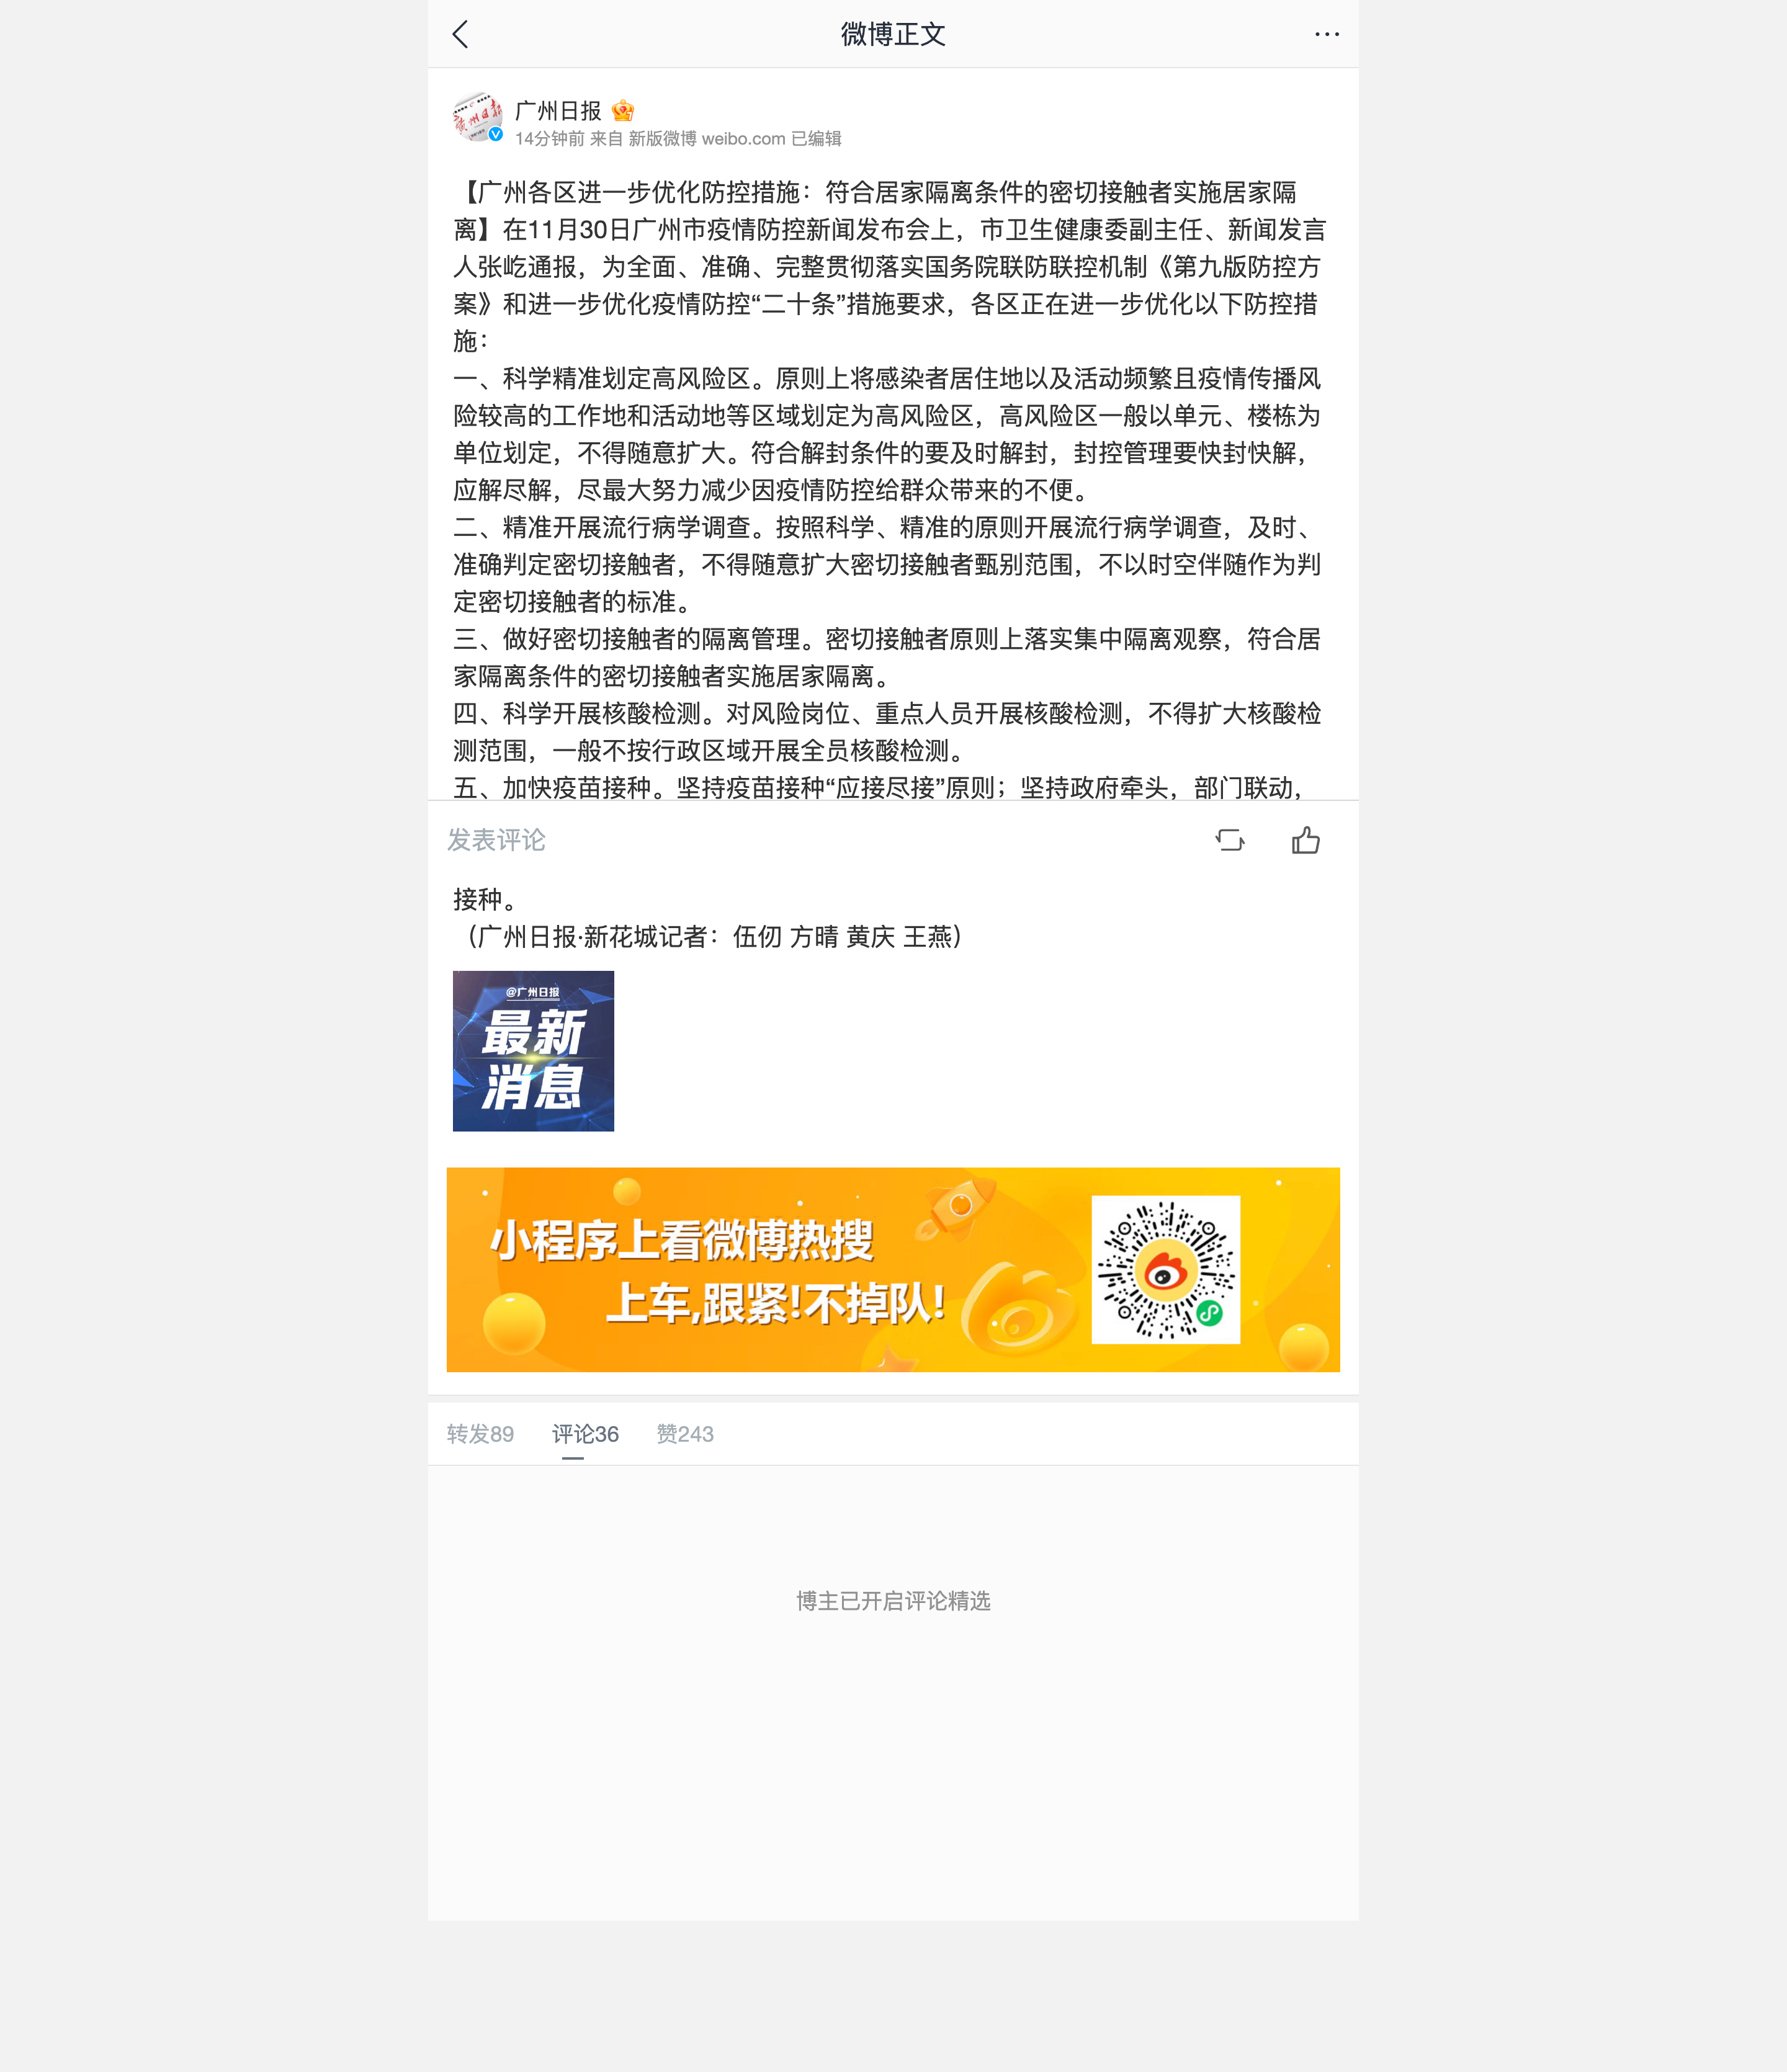 微博正文
广州日报
14分钟前 来自 新版微博 weibo.com 已编辑
【广州各区进一步优化防控措施：符合居家隔离条件的密切接触者实施居家隔
离】在11月30日广州市疫情防控新闻发布会上，市卫生健康委副主任、新闻发言
人张屹通报，为全面、准确、完整贯彻落实国务院联防联控机制《第九版防控方
案》和进一步优化疫情防控“二十条”措施要求，各区正在进一步优化以下防控措
施：
一、科学精准划定高风险区。原则上将感染者居住地以及活动频繁且疫情传播风
险较高的工作地和活动地等区域划定为高风险区，高风险区一般以单元、楼栋为
单位划定，不得随意扩大。符合解封条件的要及时解封，封控管理要快封快解，
应解尽解，尽最大努力减少因疫情防控给群众带来的不便。
二、精准开展流行病学调查。按照科学、精准的原则开展流行病学调查，及时、
准确判定密切接触者，不得随意扩大密切接触者甄别范围，不以时空伴随作为判
定密切接触者的标准。
三、做好密切接触者的隔离管理。密切接触者原则上落实集中隔离观察，符合居
家隔离条件的密切接触者实施居家隔离。
四、科学开展核酸检测。对风险岗位、重点人员开展核酸检测，不得扩大核酸检
测范围，一般不按行政区域开展全员核酸检测。
五、加快疫苗接种。坚持疫苗接种“应接尽接”原则；坚持政府牵头，部门联动，
发表评论
接种。
（广州日报·新花城记者：伍仞 方晴 黄庆 王燕）
@广州日报
最新
消息
小程序上看微博热搜
上车,跟紧!不掉队!
转发89 评论36 赞243
博主已开启评论精选